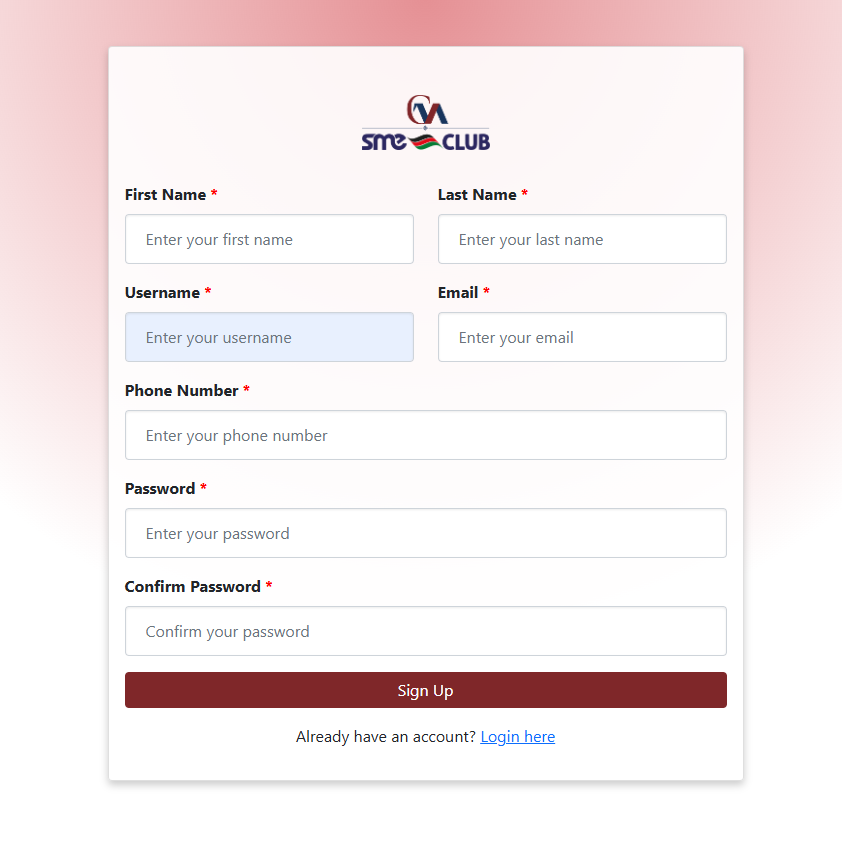 SME CLUB
First Name *
Last Name *
Enter your first name
Enter your last name
Username *
Email *
Enter your username
Enter your email
Phone Number *
Enter your phone number
Password *
Enter your password
Confirm Password *
Confirm your password
Sign Up
Already have an account? Login here